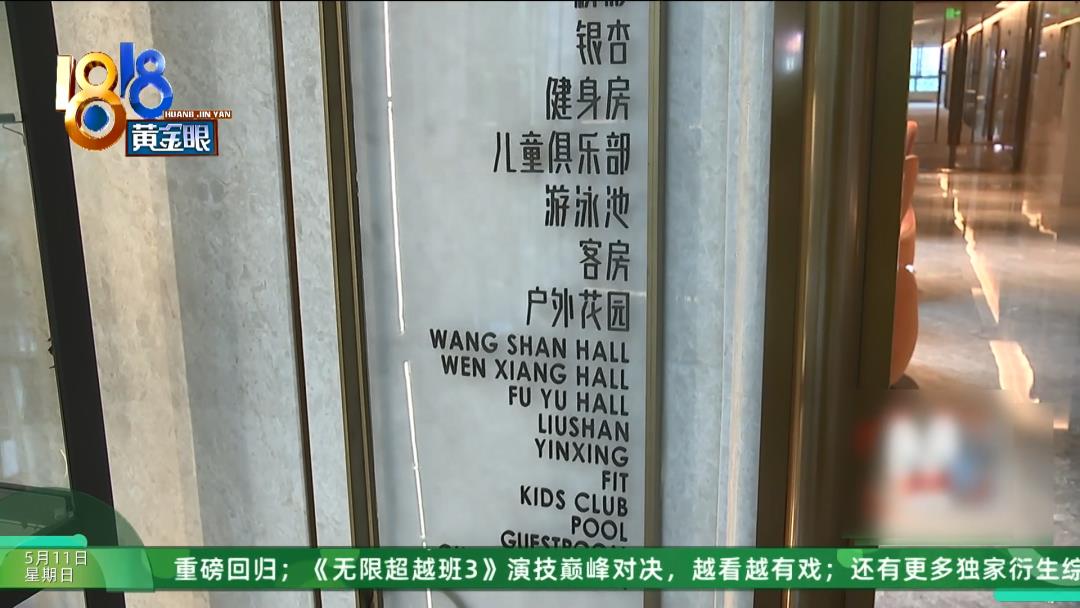 1818
HUANG JIN YAN
黄金眼
银杏
健身房
儿童俱乐部
游泳池
客房
户外花园
WANG SHAN HALL
WEN XIANG HALL
FU YU HALL
LIUSHAN
YINXING
FIT
KIDS CLUB
POOL
GUESTROOM
5月11日
星期日
重磅回归；《无限超越班3》演技巅峰对决，越看越有戏；还有更多独家衍生综